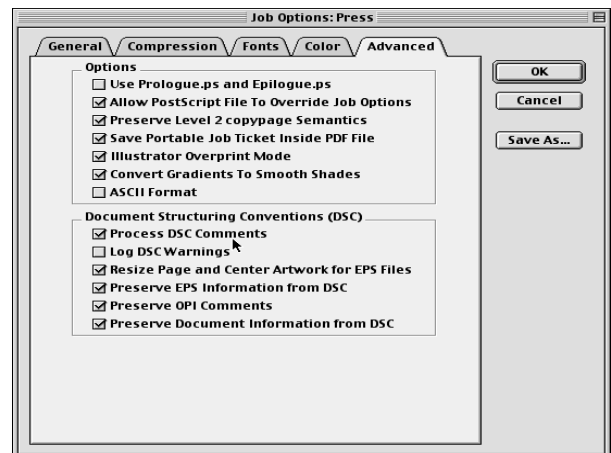 Job Options: Press
General
Compression
Fonts
Color
Advanced
Options
Use Prologue.ps and Epilogue.ps
Allow PostScript File To Override Job Options
Preserve Level 2 copypage Semantics
Save Portable Job Ticket Inside PDF File
Illustrator Overprint Mode
Convert Gradients To Smooth Shades
ASCII Format
Document Structuring Conventions (DSC)
Process DSC Comments
Log DSC Warnings
Resize Page and Center Artwork for EPS Files
Preserve EPS Information from DSC
Preserve OPI Comments
Preserve Document Information from DSC
OK
Cancel
Save As...